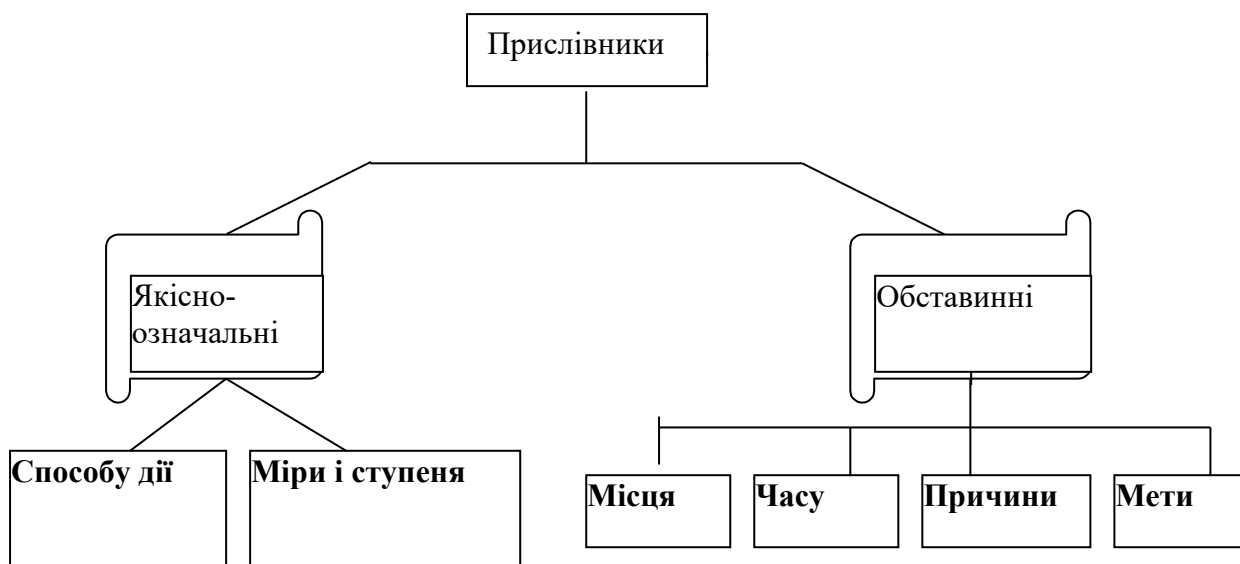 Прислівники
Якісно-
означальні
Обставинні
Способу дії
Міри і ступеня
Місця
Часу
Причини
Мети